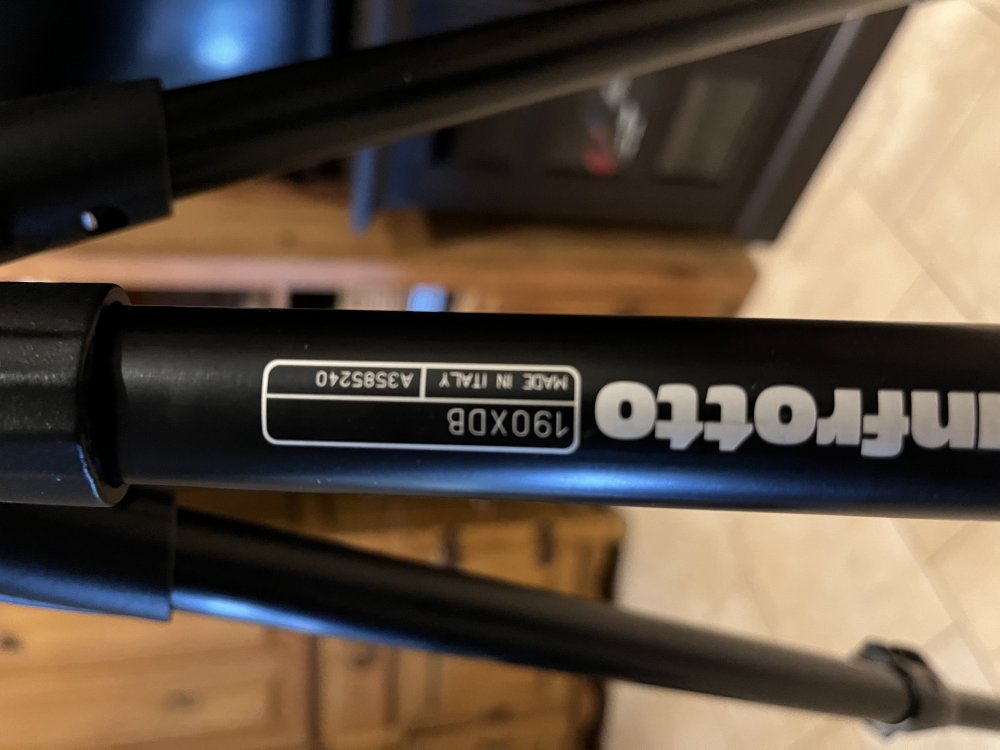 nfrotto
190XDB
MADE IN ITALY
A3585240